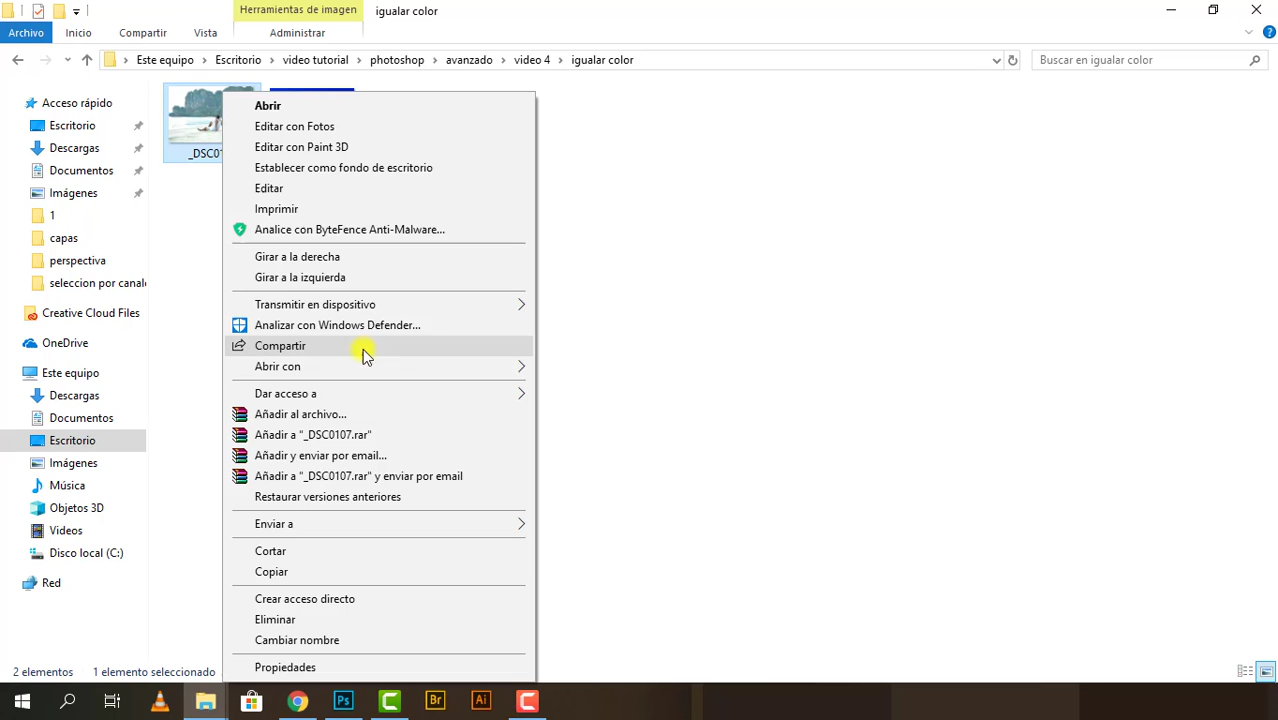 Herramientas de imagen
igualar color
Archivo
Inicio
Compartir
Vista
Administrar
Este equipo
Escritorio
video tutorial
photoshop
avanzado
video 4
igualar color
Buscar en igualar color
Acceso rápido
Escritorio
Descargas
Documentos
Imágenes
1
capas
perspectiva
seleccion por canale
Creative Cloud Files
OneDrive
Este equipo
Descargas
Documentos
Escritorio
Imágenes
Música
Objetos 3D
Videos
Disco local (C:)
Red
_DSC01
Abrir
Editar con Fotos
Editar con Paint 3D
Establecer como fondo de escritorio
Editar
Imprimir
Analice con ByteFence Anti-Malware...
Girar a la derecha
Girar a la izquierda
Transmitir en dispositivo
Analizar con Windows Defender...
Compartir
Abrir con
Dar acceso a
Añadir al archivo...
Añadir a "_DSC0107.rar"
Añadir y enviar por email...
Añadir a "_DSC0107.rar" y enviar por email
Restaurar versiones anteriores
Enviar a
Cortar
Copiar
Crear acceso directo
Eliminar
Cambiar nombre
Propiedades
2 elementos
1 elemento seleccionado
Ps
C
Br
Ai
C